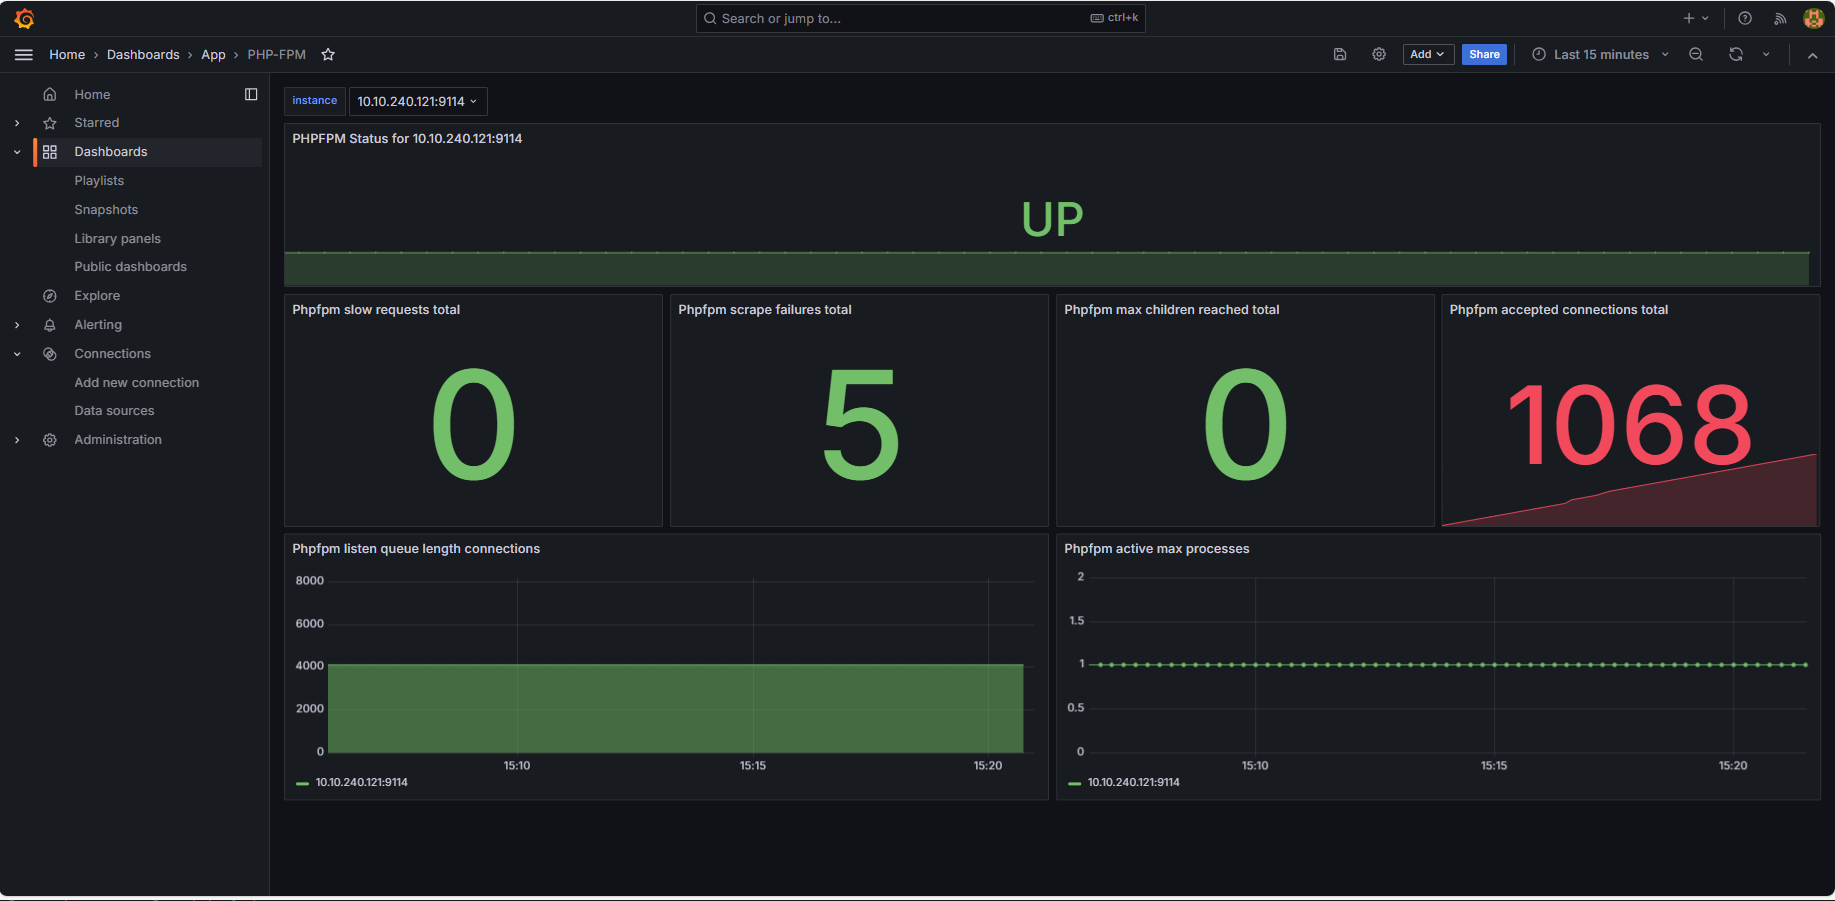 Search or jump to...
ctrl+k
Home › Dashboards › App › PHP-FPM
Add
Share
Last 15 minutes
Home
Starred
Dashboards
Playlists
Snapshots
Library panels
Public dashboards
Explore
Alerting
Connections
Add new connection
Data sources
Administration
instance
10.10.240.121:9114
PHPFPM Status for 10.10.240.121:9114
UP
Phpfpm slow requests total
0
Phpfpm scrape failures total
5
Phpfpm max children reached total
0
Phpfpm accepted connections total
1068
Phpfpm listen queue length connections
8000
6000
4000
2000
0
15:10
15:15
15:20
10.10.240.121:9114
Phpfpm active max processes
2
1.5
1
0.5
0
15:10
15:15
15:20
10.10.240.121:9114